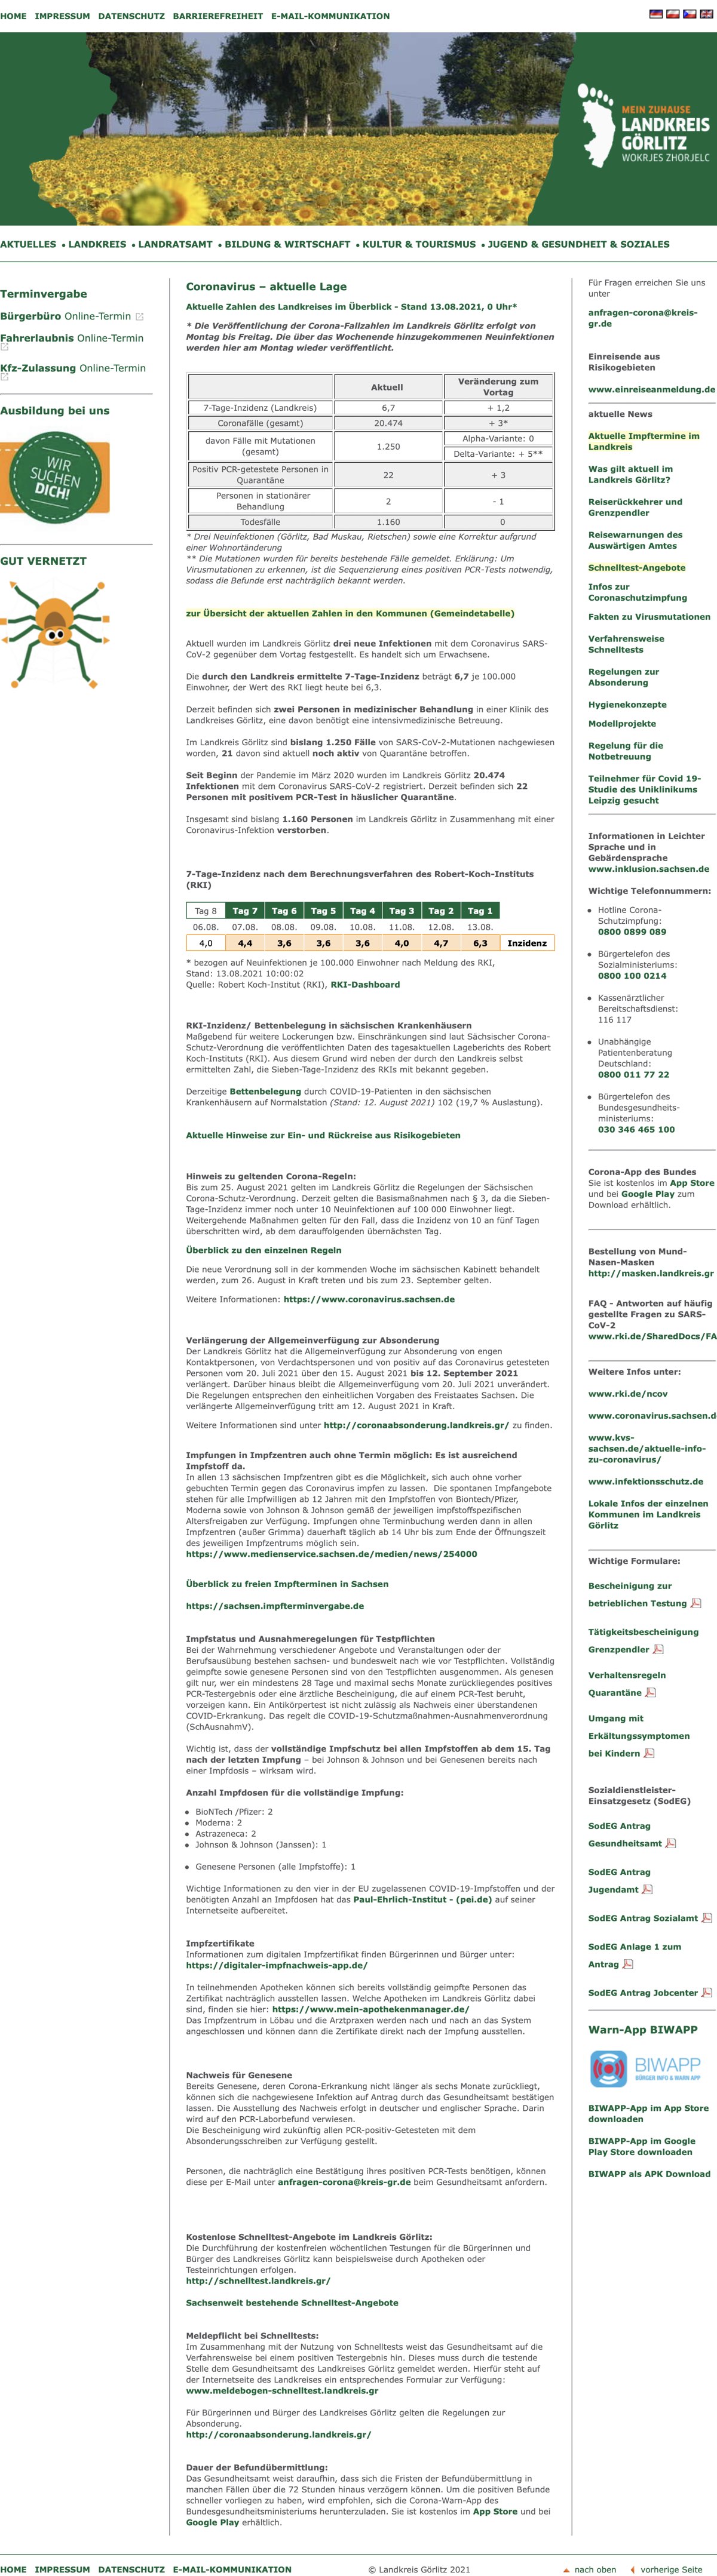 HOME IMPRESSUM DATENSCHUTZ BARRIEREFREIHEIT E-MAIL-KOMMUNIKATION
MEIN ZUHAUSE
LANDKREIS
GÖRLITZ
WOKRJES ZHORJELC
AKTUELLES • LANDKREIS • LANDRATSAMT • BILDUNG & WIRTSCHAFT • KULTUR & TOURISMUS • JUGEND & GESUNDHEIT & SOZIALES
Terminvergabe
Bürgerbüro Online-Termin
Fahrerlaubnis Online-Termin
Kfz-Zulassung Online-Termin
Ausbildung bei uns
WIR
SUCHEN
DICH!
GUT VERNETZT
Coronavirus – aktuelle Lage
Aktuelle Zahlen des Landkreises im Überblick - Stand 13.08.2021, 0 Uhr*
* Die Veröffentlichung der Corona-Fallzahlen im Landkreis Görlitz erfolgt von
Montag bis Freitag. Die über das Wochenende hinzugekommenen Neuinfektionen
werden hier am Montag wieder veröffentlicht.
Aktuell
Veränderung zum
Vortag
7-Tage-Inzidenz (Landkreis) 6,7 + 1,2
Coronafälle (gesamt) 20.474 + 3*
davon Fälle mit Mutationen
(gesamt)
1.250
Alpha-Variante: 0
Delta-Variante: + 5**
Positiv PCR-getestete Personen in
Quarantäne
22 + 3
Personen in stationärer
Behandlung
2 - 1
Todesfälle 1.160 0
* Drei Neuinfektionen (Görlitz, Bad Muskau, Rietschen) sowie eine Korrektur aufgrund
einer Wohnortänderung
** Die Mutationen wurden für bereits bestehende Fälle gemeldet. Erklärung: Um
Virusmutationen zu erkennen, ist die Sequenzierung eines positiven PCR-Tests notwendig,
sodass die Befunde erst nachträglich bekannt werden.
zur Übersicht der aktuellen Zahlen in den Kommunen (Gemeindetabelle)
Aktuell wurden im Landkreis Görlitz drei neue Infektionen mit dem Coronavirus SARS-
CoV-2 gegenüber dem Vortag festgestellt. Es handelt sich um Erwachsene.
Die durch den Landkreis ermittelte 7-Tage-Inzidenz beträgt 6,7 je 100.000
Einwohner, der Wert des RKI liegt heute bei 6,3.
Derzeit befinden sich zwei Personen in medizinischer Behandlung in einer Klinik des
Landkreises Görlitz, eine davon benötigt eine intensivmedizinische Betreuung.
Im Landkreis Görlitz sind bislang 1.250 Fälle von SARS-CoV-2-Mutationen nachgewiesen
worden, 21 davon sind aktuell noch aktiv von Quarantäne betroffen.
Seit Beginn der Pandemie im März 2020 wurden im Landkreis Görlitz 20.474
Infektionen mit dem Coronavirus SARS-CoV-2 registriert. Derzeit befinden sich 22
Personen mit positivem PCR-Test in häuslicher Quarantäne.
Insgesamt sind bislang 1.160 Personen im Landkreis Görlitz in Zusammenhang mit einer
Coronavirus-Infektion verstorben.
7-Tage-Inzidenz nach dem Berechnungsverfahren des Robert-Koch-Instituts
(RKI)
Tag 8 Tag 7 Tag 6 Tag 5 Tag 4 Tag 3 Tag 2 Tag 1
06.08. 07.08. 08.08. 09.08. 10.08. 11.08. 12.08. 13.08.
4,0 4,4 3,6 3,6 3,6 4,0 4,7 6,3 Inzidenz
* bezogen auf Neuinfektionen je 100.000 Einwohner nach Meldung des RKI,
Stand: 13.08.2021 10:00:02
Quelle: Robert Koch-Institut (RKI), RKI-Dashboard
RKI-Inzidenz/ Bettenbelegung in sächsischen Krankenhäusern
Maßgebend für weitere Lockerungen bzw. Einschränkungen sind laut Sächsischer Corona-
Schutz-Verordnung die veröffentlichten Daten des tagesaktuellen Lageberichts des Robert
Koch-Instituts (RKI). Aus diesem Grund wird neben der durch den Landkreis selbst
ermittelten Zahl, die Sieben-Tage-Inzidenz des RKIs mit bekannt gegeben.
Derzeitige Bettenbelegung durch COVID-19-Patienten in den sächsischen
Krankenhäusern auf Normalstation (Stand: 12. August 2021) 102 (19,7 % Auslastung).
Aktuelle Hinweise zur Ein- und Rückreise aus Risikogebieten
Hinweis zu geltenden Corona-Regeln:
Bis zum 25. August 2021 gelten im Landkreis Görlitz die Regelungen der Sächsischen
Corona-Schutz-Verordnung. Derzeit gelten die Basismaßnahmen nach § 3, da die Sieben-
Tage-Inzidenz immer noch unter 10 Neuinfektionen auf 100 000 Einwohner liegt.
Weitergehende Maßnahmen gelten für den Fall, dass die Inzidenz von 10 an fünf Tagen
überschritten wird, ab dem darauffolgenden übernächsten Tag.
Überblick zu den einzelnen Regeln
Die neue Verordnung soll in der kommenden Woche im sächsischen Kabinett behandelt
werden, zum 26. August in Kraft treten und bis zum 23. September gelten.
Weitere Informationen: https://www.coronavirus.sachsen.de
Verlängerung der Allgemeinverfügung zur Absonderung
Der Landkreis Görlitz hat die Allgemeinverfügung zur Absonderung von engen
Kontaktpersonen, von Verdachtspersonen und von positiv auf das Coronavirus getesteten
Personen vom 20. Juli 2021 über den 15. August 2021 bis 12. September 2021
verlängert. Darüber hinaus bleibt die Allgemeinverfügung vom 20. Juli 2021 unverändert.
Die Regelungen entsprechen den einheitlichen Vorgaben des Freistaates Sachsen. Die
verlängerte Allgemeinverfügung tritt am 12. August 2021 in Kraft.
Weitere Informationen sind unter http://coronaabsonderung.landkreis.gr/ zu finden.
Impfungen in Impfzentren auch ohne Termin möglich: Es ist ausreichend
Impfstoff da.
In allen 13 sächsischen Impfzentren gibt es die Möglichkeit, sich auch ohne vorher
gebuchten Termin gegen das Coronavirus impfen zu lassen.  Die spontanen Impfangebote
stehen für alle Impfwilligen ab 12 Jahren mit den Impfstoffen von Biontech/Pfizer,
Moderna sowie von Johnson & Johnson gemäß der jeweiligen impfstoffspezifischen
Altersfreigaben zur Verfügung. Impfungen ohne Terminbuchung werden dann in allen
Impfzentren (außer Grimma) dauerhaft täglich ab 14 Uhr bis zum Ende der Öffnungszeit
des jeweiligen Impfzentrums möglich sein.
https://www.medienservice.sachsen.de/medien/news/254000
Überblick zu freien Impfterminen in Sachsen
https://sachsen.impfterminvergabe.de
Impfstatus und Ausnahmeregelungen für Testpflichten
Bei der Wahrnehmung verschiedener Angebote und Veranstaltungen oder der
Berufsausübung bestehen sachsen- und bundesweit nach wie vor Testpflichten. Vollständig
geimpfte sowie genesene Personen sind von den Testpflichten ausgenommen. Als genesen
gilt nur, wer ein mindestens 28 Tage und maximal sechs Monate zurückliegendes positives
PCR-Testergebnis oder eine ärztliche Bescheinigung, die auf einem PCR-Test beruht,
vorzeigen kann. Ein Antikörpertest ist nicht zulässig als Nachweis einer überstandenen
COVID-Erkrankung. Das regelt die COVID-19-Schutzmaßnahmen-Ausnahmenverordnung
(SchAusnahmV).
Wichtig ist, dass der vollständige Impfschutz bei allen Impfstoffen ab dem 15. Tag
nach der letzten Impfung – bei Johnson & Johnson und bei Genesenen bereits nach
einer Impfdosis – wirksam wird.
Anzahl Impfdosen für die vollständige Impfung:
• BioNTech /Pfizer: 2
• Moderna: 2
• Astrazeneca: 2
• Johnson & Johnson (Janssen): 1
• Genesene Personen (alle Impfstoffe): 1
Wichtige Informationen zu den vier in der EU zugelassenen COVID-19-Impfstoffen und der
benötigten Anzahl an Impfdosen hat das Paul-Ehrlich-Institut - (pei.de) auf seiner
Internetseite aufbereitet.
Impfzertifikate
Informationen zum digitalen Impfzertifikat finden Bürgerinnen und Bürger unter:
https://digitaler-impfnachweis-app.de/
In teilnehmenden Apotheken können sich bereits vollständig geimpfte Personen das
Zertifikat nachträglich ausstellen lassen. Welche Apotheken im Landkreis Görlitz dabei
sind, finden sie hier: https://www.mein-apothekenmanager.de/
Das Impfzentrum in Löbau und die Arztpraxen werden nach und nach an das System
angeschlossen und können dann die Zertifikate direkt nach der Impfung ausstellen.
Nachweis für Genesene
Bereits Genesene, deren Corona-Erkrankung nicht länger als sechs Monate zurückliegt,
können sich die nachgewiesene Infektion auf Antrag durch das Gesundheitsamt bestätigen
lassen. Die Ausstellung des Nachweis erfolgt in deutscher und englischer Sprache. Darin
wird auf den PCR-Laborbefund verwiesen.
Die Bescheinigung wird zukünftig allen PCR-positiv-Getesteten mit dem
Absonderungsschreiben zur Verfügung gestellt.
Personen, die nachträglich eine Bestätigung ihres positiven PCR-Tests benötigen, können
diese per E-Mail unter anfragen-corona@kreis-gr.de beim Gesundheitsamt anfordern.
Kostenlose Schnelltest-Angebote im Landkreis Görlitz:
Die Durchführung der kostenfreien wöchentlichen Testungen für die Bürgerinnen und
Bürger des Landkreises Görlitz kann beispielsweise durch Apotheken oder
Testeinrichtungen erfolgen.
http://schnelltest.landkreis.gr/
Sachsenweit bestehende Schnelltest-Angebote
Meldepflicht bei Schnelltests:
Im Zusammenhang mit der Nutzung von Schnelltests weist das Gesundheitsamt auf die
Verfahrensweise bei einem positiven Testergebnis hin. Dieses muss durch die testende
Stelle dem Gesundheitsamt des Landkreises Görlitz gemeldet werden. Hierfür steht auf
der Internetseite des Landkreises ein entsprechendes Formular zur Verfügung:
www.meldebogen-schnelltest.landkreis.gr
Für Bürgerinnen und Bürger des Landkreises Görlitz gelten die Regelungen zur
Absonderung.
http://coronaabsonderung.landkreis.gr/
Dauer der Befundübermittlung:
Das Gesundheitsamt weist daraufhin, dass sich die Fristen der Befundübermittlung in
manchen Fällen über die 72 Stunden hinaus verzögern können. Um die positiven Befunde
schneller vorliegen zu haben, wird empfohlen, sich die Corona-Warn-App des
Bundesgesundheitsministeriums herunterzuladen. Sie ist kostenlos im App Store und bei
Google Play erhältlich.
Für Fragen erreichen Sie uns
unter
anfragen-corona@kreis-
gr.de
Einreisende aus
Risikogebieten
www.einreiseanmeldung.de
aktuelle News
Aktuelle Impftermine im
Landkreis
Was gilt aktuell im
Landkreis Görlitz?
Reiserückkehrer und
Grenzpendler
Reisewarnungen des
Auswärtigen Amtes
Schnelltest-Angebote
Infos zur
Coronaschutzimpfung
Fakten zu Virusmutationen
Verfahrensweise
Schnelltests
Regelungen zur
Absonderung
Hygienekonzepte
Modellprojekte
Regelung für die
Notbetreuung
Teilnehmer für Covid 19-
Studie des Uniklinikums
Leipzig gesucht
Informationen in Leichter
Sprache und in
Gebärdensprache
www.inklusion.sachsen.de
Wichtige Telefonnummern:
• Hotline Corona-
Schutzimpfung:
0800 0899 089
• Bürgertelefon des
Sozialministeriums:
0800 100 0214
• Kassenärztlicher
Bereitschaftsdienst:
116 117
• Unabhängige
Patientenberatung
Deutschland:
0800 011 77 22
• Bürgertelefon des
Bundesgesundheits-
ministeriums:
030 346 465 100
Corona-App des Bundes
Sie ist kostenlos im App Store
und bei Google Play zum
Download erhältlich.
Bestellung von Mund-
Nasen-Masken
http://masken.landkreis.gr
FAQ - Antworten auf häufig
gestellte Fragen zu SARS-
CoV-2
www.rki.de/SharedDocs/FA
Weitere Infos unter:
www.rki.de/ncov
www.coronavirus.sachsen.d
www.kvs-
sachsen.de/aktuelle-info-
zu-coronavirus/
www.infektionsschutz.de
Lokale Infos der einzelnen
Kommunen im Landkreis
Görlitz
Wichtige Formulare:
Bescheinigung zur
betrieblichen Testung
Tätigkeitsbescheinigung
Grenzpendler
Verhaltensregeln
Quarantäne
Umgang mit
Erkältungssymptomen
bei Kindern
Sozialdienstleister-
Einsatzgesetz (SodEG)
SodEG Antrag
Gesundheitsamt
SodEG Antrag
Jugendamt
SodEG Antrag Sozialamt
SodEG Anlage 1 zum
Antrag
SodEG Antrag Jobcenter
Warn-App BIWAPP
BIWAPP
BÜRGER INFO & WARN APP
BIWAPP-App im App Store
downloaden
BIWAPP-App im Google
Play Store downloaden
BIWAPP als APK Download
HOME IMPRESSUM DATENSCHUTZ E-MAIL-KOMMUNIKATION © Landkreis Görlitz 2021 nach oben vorherige Seite